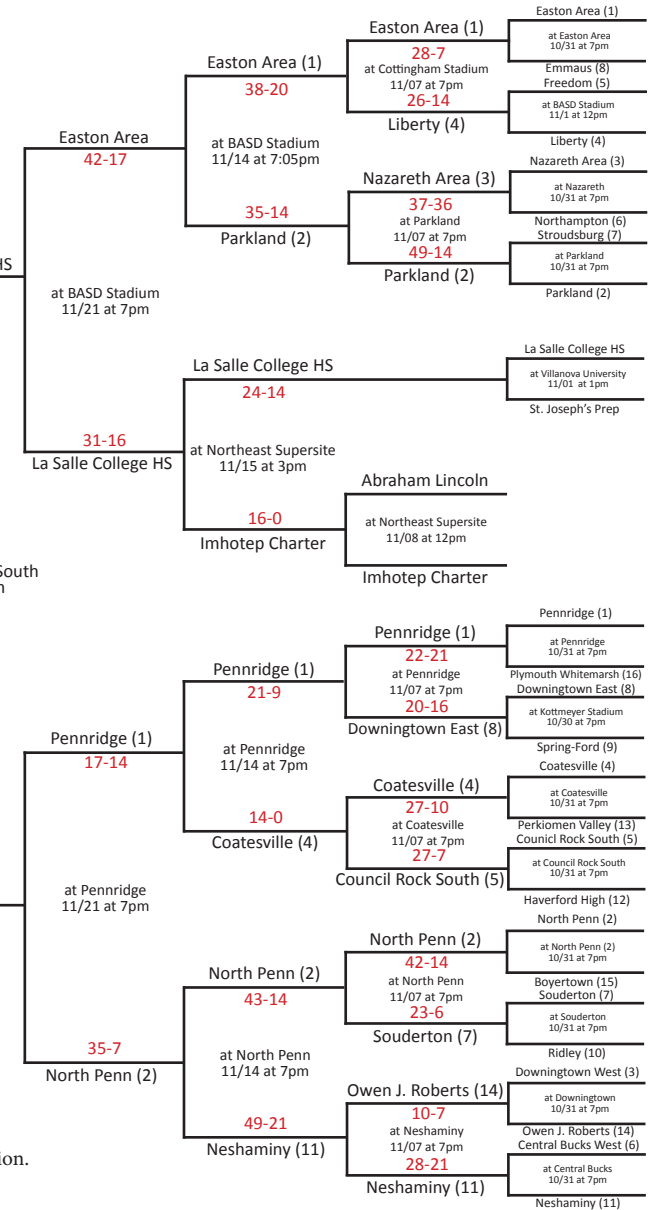 Easton Area (1)
at Easton Area
10/31 at 7pm
Emmaus (8)
Freedom (5)
at BASD Stadium
11/1 at 12pm
Liberty (4)
Nazareth Area (3)
at Nazareth
10/31 at 7pm
Northampton (6)
Stroudsburg (7)
at Parkland
10/31 at 7pm
Parkland (2)
La Salle College HS
at Villanova University
11/01 at 1pm
St. Joseph's Prep
Easton Area (1)
28-7
at Cottingham Stadium
11/07 at 7pm
26-14
Liberty (4)
Nazareth Area (3)
37-36
at Parkland
11/07 at 7pm
49-14
Parkland (2)
Abraham Lincoln
at Northeast Supersite
11/08 at 12pm
Imhotep Charter
Easton Area (1)
38-20
at BASD Stadium
11/14 at 7:05pm
35-14
Parkland (2)
La Salle College HS
24-14
at Northeast Supersite
11/15 at 3pm
16-0
Imhotep Charter
Easton Area
42-17
at BASD Stadium
11/21 at 7pm
31-16
La Salle College HS
HS
South
Pennridge (1)
at Pennridge
10/31 at 7pm
Plymouth Whitemarsh (16)
Downingtown East (8)
at Kottmeyer Stadium
10/30 at 7pm
Spring-Ford (9)
Coatesville (4)
at Coatesville
10/31 at 7pm
Perkiomen Valley (13)
Counicl Rock South (5)
at Council Rock South
10/31 at 7pm
Haverford High (12)
North Penn (2)
at North Penn (2)
10/31 at 7pm
Boyertown (15)
Souderton (7)
at Souderton
10/31 at 7pm
Ridley (10)
Downingtown West (3)
at Downingtown
10/31 at 7pm
Owen J. Roberts (14)
Central Bucks West (6)
at Central Bucks
10/31 at 7pm
Neshaminy (11)
Pennridge (1)
22-21
at Pennridge
11/07 at 7pm
20-16
Downingtown East (8)
Coatesville (4)
27-10
at Coatesville
11/07 at 7pm
27-7
Council Rock South (5)
North Penn (2)
42-14
at North Penn
11/07 at 7pm
23-6
Souderton (7)
Owen J. Roberts (14)
10-7
at Neshaminy
11/07 at 7pm
28-21
Neshaminy (11)
Pennridge (1)
21-9
at Pennridge
11/14 at 7pm
14-0
Coatesville (4)
North Penn (2)
43-14
at North Penn
11/14 at 7pm
49-21
Neshaminy (11)
Pennridge (1)
17-14
at Pennridge
11/21 at 7pm
35-7
North Penn (2)
ion.